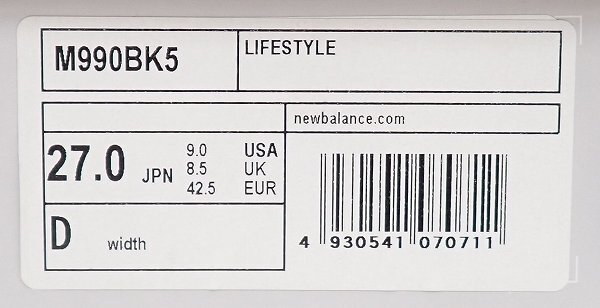 M990BK5
LIFESTYLE
newbalance.com
27.0 JPN
9.0 USA
8.5 UK
42.5 EUR
D width
4 930541 070711